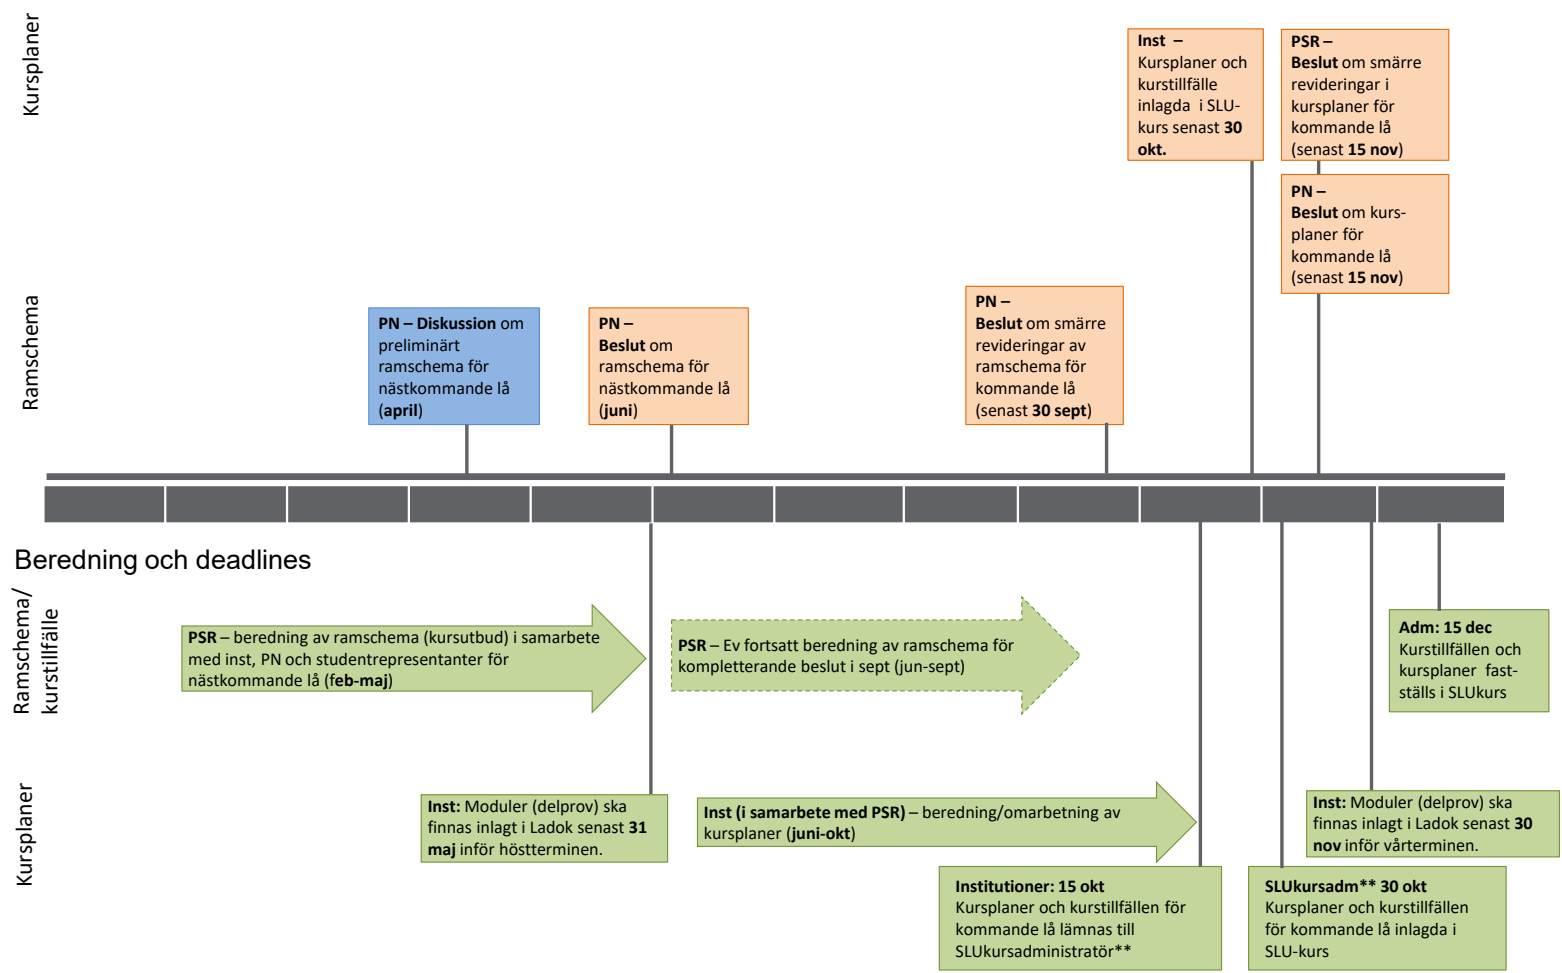 Kursplaner
Inst –
Kursplaner och
kurstillfälle
inlagda i SLU-
kurs senast 30
okt.
PSR –
Beslut om smärre
revideringar i
kursplaner för
kommande lå
(senast 15 nov)
PN –
Beslut om kurs-
planer för
kommande lå
(senast 15 nov)
Ramschema
PN – Diskussion om
preliminärt
ramschema för
nästkommande lå
(april)
PN –
Beslut om
ramschema för
nästkommande lå
(juni)
PN –
Beslut om smärre
revideringar av
ramschema för
kommande lå
(senast 30 sept)
Beredning och deadlines
Ramschema/
kurstillfälle
PSR – beredning av ramschema (kursutbud) i samarbete
med inst, PN och studentrepresentanter för
nästkommande lå (feb-maj)
PSR – Ev fortsatt beredning av ramschema för
kompletterande beslut i sept (jun-sept)
Adm: 15 dec
Kurstillfällen och
kursplaner fast-
ställs i SLUkurs
Kursplaner
Inst: Moduler (delprov) ska
finnas inlagt i Ladok senast 31
maj inför höstterminen.
Inst (i samarbete med PSR) – beredning/omarbetning av
kursplaner (juni-okt)
Inst: Moduler (delprov) ska
finnas inlagt i Ladok senast 30
nov inför vårterminen.
Institutioner: 15 okt
Kursplaner och kurstillfällen för
kommande lå lämnas till
SLUkursadministratör**
SLUkursadm** 30 okt
Kursplaner och kurstillfällen
för kommande lå inlagda i
SLU-kurs